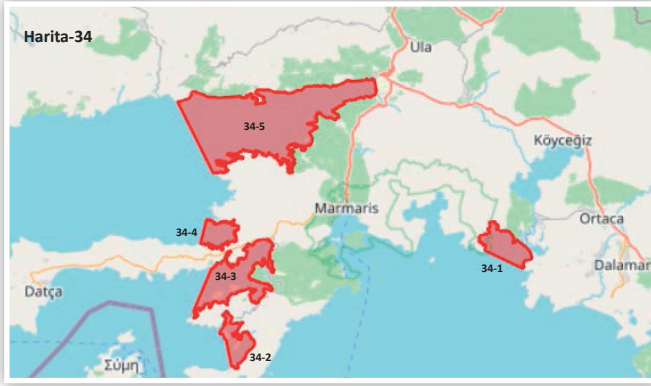 Harita-34
Ula
34-5
Köyceğiz
Marmaris
34-4
Ortaca
34-3
34-1
Dalaman
Datça
34-2
Σύμη